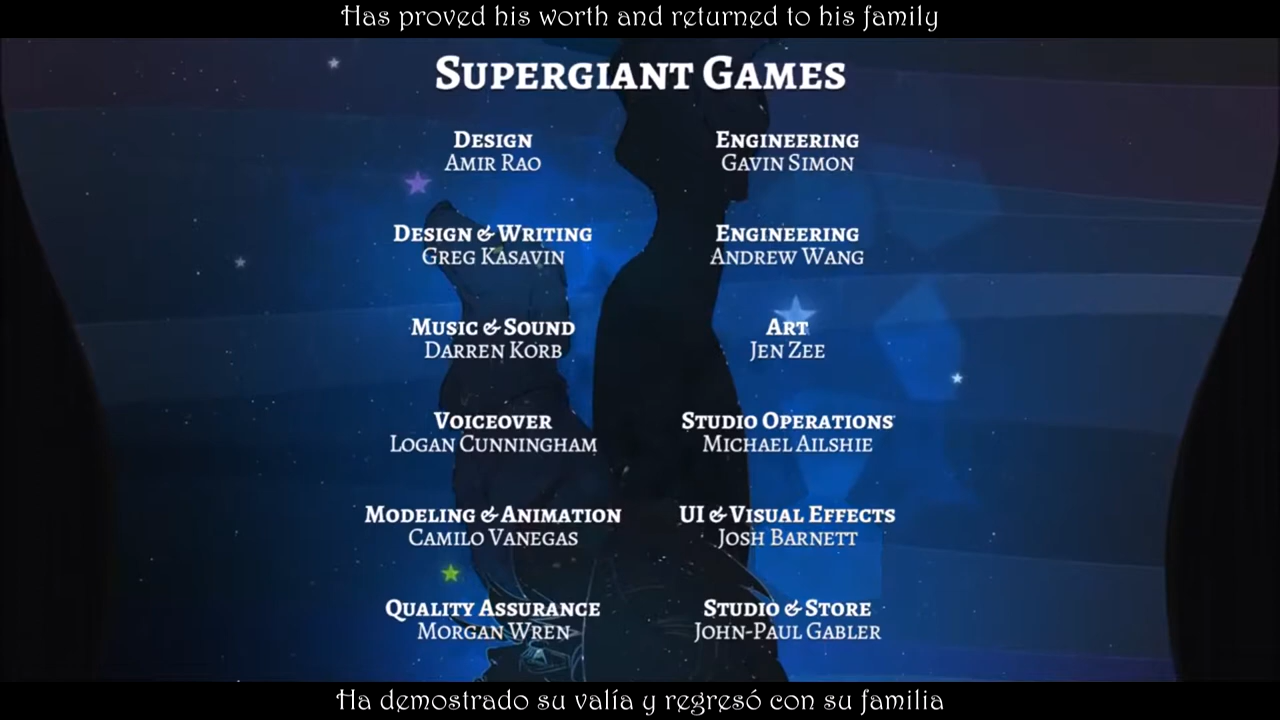 Has proved his worth and returned to his family
SUPERGIANT GAMES
DESIGN
AMIR RAO
ENGINEERING
GAVIN SIMON
DESIGN & WRITING
GREG KASAVIN
ENGINEERING
ANDREW WANG
MUSIC & SOUND
DARREN KORB
ART
JEN ZEE
VOICEOVER
LOGAN CUNNINGHAM
STUDIO OPERATIONS
MICHAEL AILSHIE
MODELING & ANIMATION
CAMILO VANEGAS
UI & VISUAL EFFECTS
JOSH BARNETT
QUALITY ASSURANCE
MORGAN WREN
STUDIO & STORE
JOHN-PAUL GABLER
Ha demostrado su valía y regresó con su familia